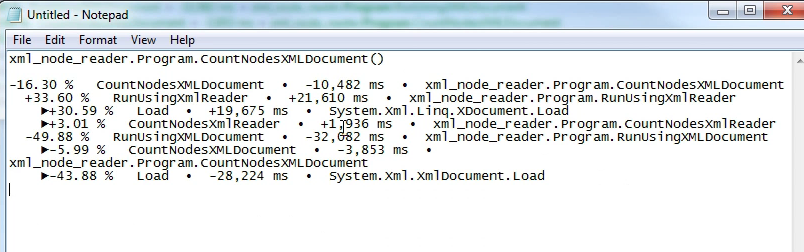 Untitled - Notepad
File Edit Format View Help
xml_node_reader.Program.CountNodesXMLDocument()
-16.30 % CountNodesXMLDocument • -10,482 ms • xml_node_reader.Program.CountNodesXMLDocument
+33.60 % RunUsingXmlReader • +21,610 ms • xml_node_reader.Program.RunUsingXmlReader
►+30.59 % Load • +19,675 ms • System.Xml.Linq.XDocument.Load
►+3.01 % CountNodesXmlReader • +1,936 ms • xml_node_reader.Program.CountNodesXmlReader
-49.88 % RunUsingXMLDocument • -32,082 ms • xml_node_reader.Program.RunUsingXMLDocument
►-5.99 % CountNodesXMLDocument • -3,853 ms •
xml_node_reader.Program.CountNodesXMLDocument
►-43.88 % Load • -28,224 ms • System.Xml.XmlDocument.Load